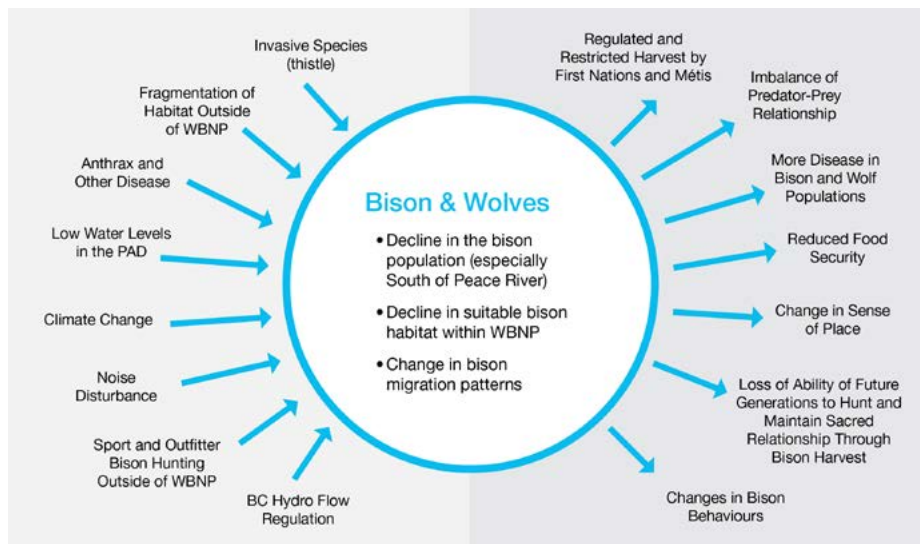 Invasive Species
(thistle)
Fragmentation of
Habitat Outside
of WBNP
Anthrax and
Other Disease
Low Water Levels
in the PAD
Climate Change
Noise
Disturbance
Sport and Outfitter
Bison Hunting
Outside of WBNP
BC Hydro Flow
Regulation
Bison & Wolves
• Decline in the bison
population (especially
South of Peace River)
• Decline in suitable bison
habitat within WBNP
• Change in bison
migration patterns
Regulated and
Restricted Harvest by
First Nations and Métis
Imbalance of
Predator-Prey
Relationship
More Disease in
Bison and Wolf
Populations
Reduced Food
Security
Change in Sense
of Place
Loss of Ability of Future
Generations to Hunt and
Maintain Sacred
Relationship Through
Bison Harvest
Changes in Bison
Behaviours